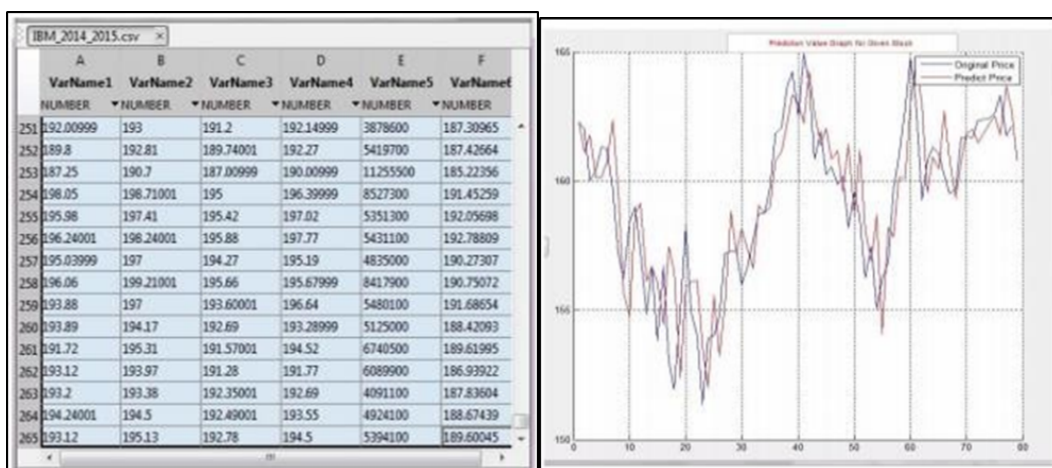 IBM_2014_2015.csv ×
A B C D E F
VarName1 VarName2 VarName3 VarName4 VarName5 VarName6
NUMBER NUMBER NUMBER NUMBER NUMBER NUMBER
251 192.00999 193 191.2 192.14999 3878600 187.30965
252 189.8 192.81 189.74001 192.27 5419700 187.42664
253 187.25 190.7 187.00999 190.00999 11255500 185.22356
254 198.05 198.71001 195 196.39999 8527300 191.45259
255 195.98 197.41 195.42 197.02 5351300 192.05698
256 196.24001 198.24001 195.88 197.77 5431100 192.78809
257 195.03999 197 194.27 195.19 4835000 190.27307
258 196.06 199.21001 195.66 195.67999 8417900 190.75072
259 193.88 197 193.60001 196.64 5480100 191.68654
260 193.89 194.17 192.69 193.28999 5125000 188.42093
261 191.72 195.31 191.57001 194.52 6740500 189.61995
262 193.12 193.97 191.28 191.77 6089900 186.93922
263 193.2 193.38 192.35001 192.69 4091100 187.83604
264 194.24001 194.5 192.49001 193.55 4924100 188.67439
265 193.12 195.13 192.78 194.5 5394100 189.60045
Prediction Value Graph for Given Stock
Original Price
Predict Price
165
160
155
150
0 10 20 30 40 50 60 70 80